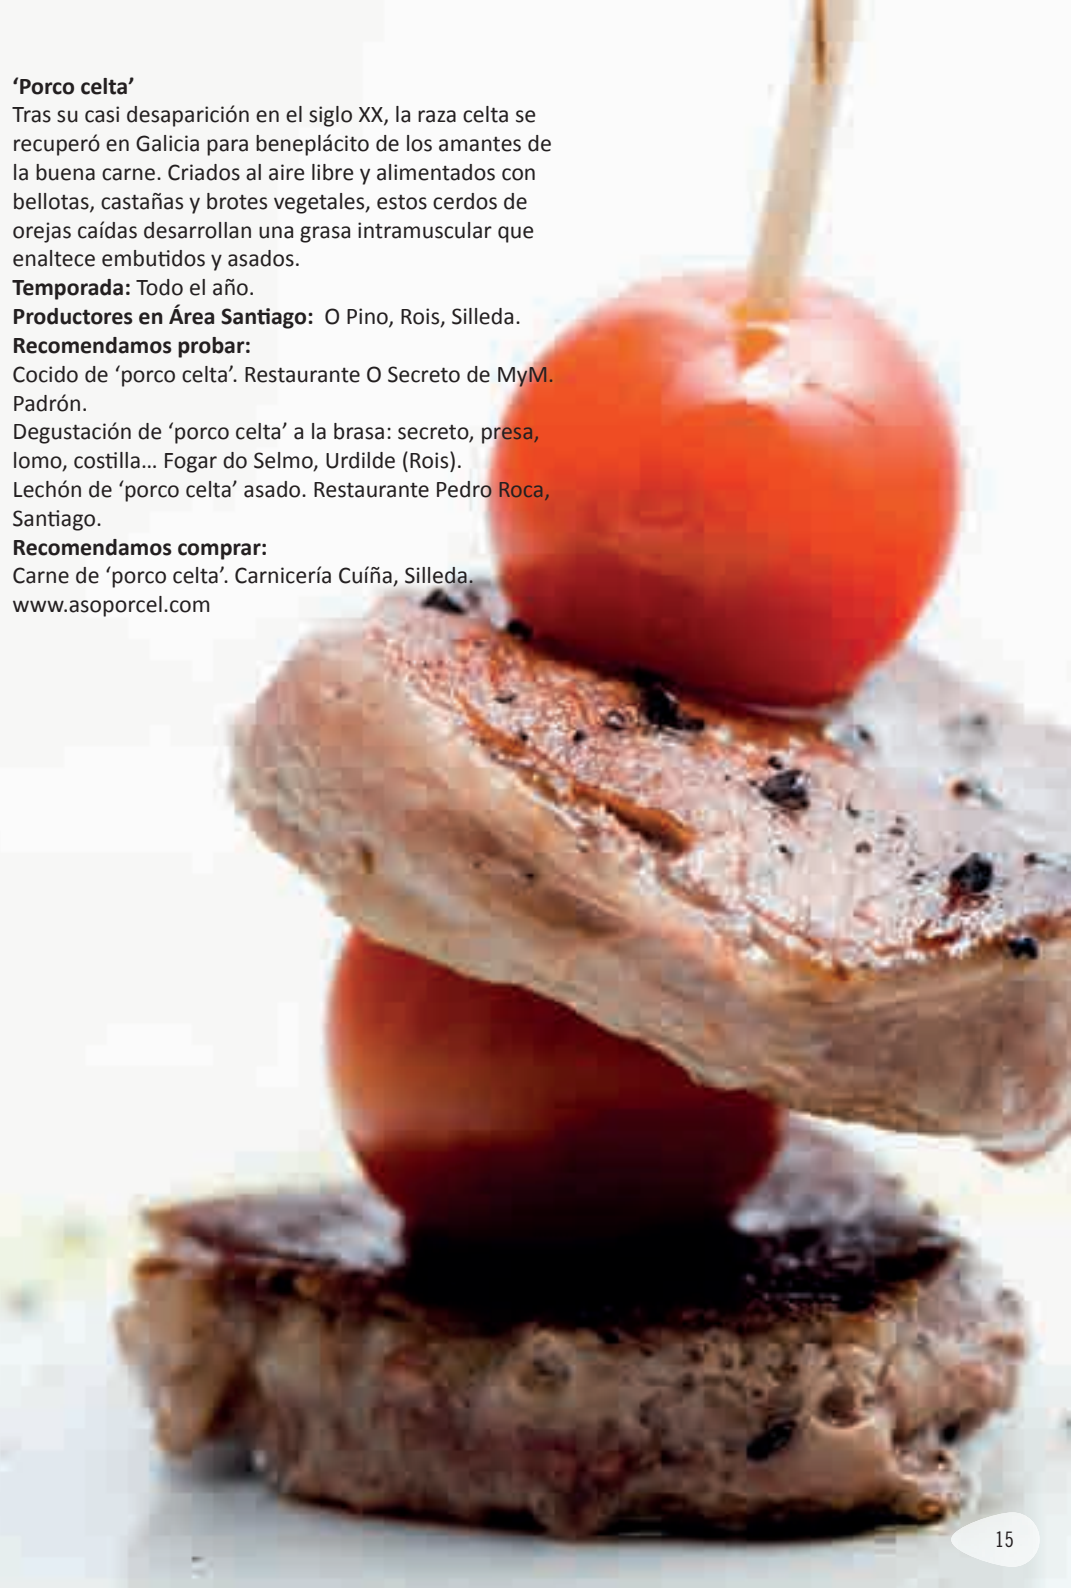 ‘Porco celta’
Tras su casi desaparición en el siglo XX, la raza celta se
recuperó en Galicia para beneplácito de los amantes de
la buena carne. Criados al aire libre y alimentados con
bellotas, castañas y brotes vegetales, estos cerdos de
orejas caídas desarrollan una grasa intramuscular que
enaltece embutidos y asados.
Temporada: Todo el año.
Productores en Área Santiago:  O Pino, Rois, Silleda.
Recomendamos probar:
Cocido de ‘porco celta’. Restaurante O Secreto de MyM.
Padrón.
Degustación de ‘porco celta’ a la brasa: secreto, presa,
lomo, costilla… Fogar do Selmo, Urdilde (Rois).
Lechón de ‘porco celta’ asado. Restaurante Pedro Roca,
Santiago.
Recomendamos comprar:
Carne de ‘porco celta’. Carnicería Cuíña, Silleda.
www.asoporcel.com
15